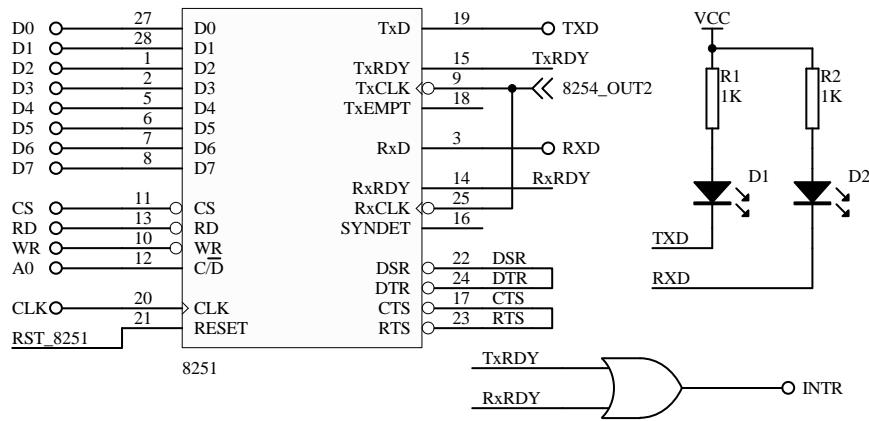 D0 27 D0 TxD 19 TXD
D1 28 D1
D2 1 D2 TxRDY 15 TxRDY
D3 2 D3 TxCLK 9 8254_OUT2
D4 5 D4 TxEMPT 18
D5 6 D5
D6 7 D6 RxD 3 RXD
D7 8 D7
RxRDY 14 RxRDY
CS 11 CS RxCLK 25
RD 13 RD SYNDET 16
WR 10 WR
A0 12 C/D DSR 22 DSR
DTR 24 DTR
CLK 20 CLK CTS 17 CTS
RST_8251 21 RESET RTS 23 RTS
8251
VCC
R1 R2
1K 1K
D1 D2
TXD
RXD
TxRDY
RxRDY
INTR